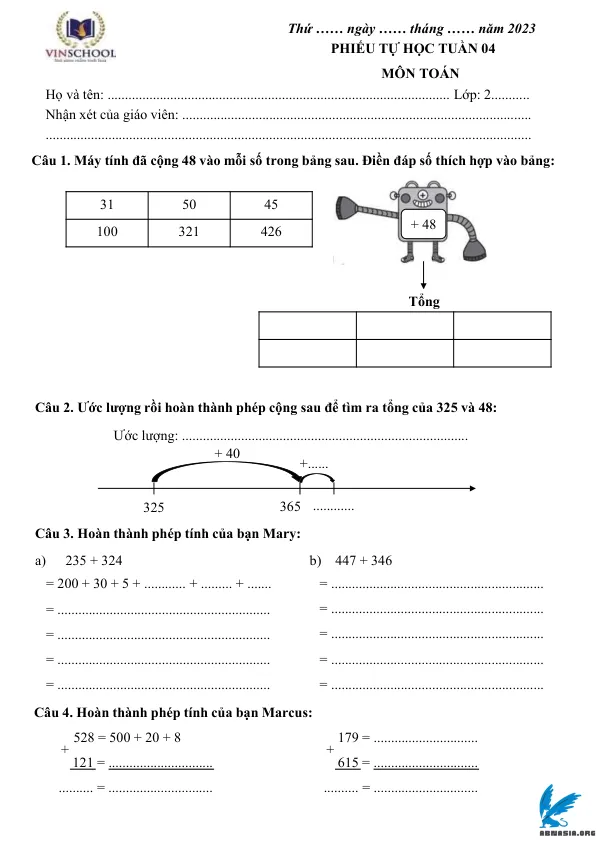 Thứ ...... ngày ...... tháng ...... năm 2023
VINSCHOOL
PHIẾU TỰ HỌC TUẦN 04
MÔN TOÁN
Họ và tên: .................................................................................................. Lớp: 2...........
Nhận xét của giáo viên: ....................................................................................................
...........................................................................................................................................
Câu 1. Máy tính đã cộng 48 vào mỗi số trong bảng sau. Điền đáp số thích hợp vào bảng:
31 50 45
100 321 426
+ 48
Tổng
Câu 2. Ước lượng rồi hoàn thành phép cộng sau để tìm ra tổng của 325 và 48:
Ước lượng: ..................................................................................
+ 40
+......
325 365 ............
Câu 3. Hoàn thành phép tính của bạn Mary:
a) 235 + 324 b) 447 + 346
= 200 + 30 + 5 + ............ + ......... + ....... = .............................................................
= ............................................................. = .............................................................
= ............................................................. = .............................................................
= ............................................................. = .............................................................
= ............................................................. = .............................................................
Câu 4. Hoàn thành phép tính của bạn Marcus:
528 = 500 + 20 + 8 179 = ..............................
+ +
121 = .............................. 615 = ..............................
.......... = .............................. .......... = ..............................
ABNASIA.ORG